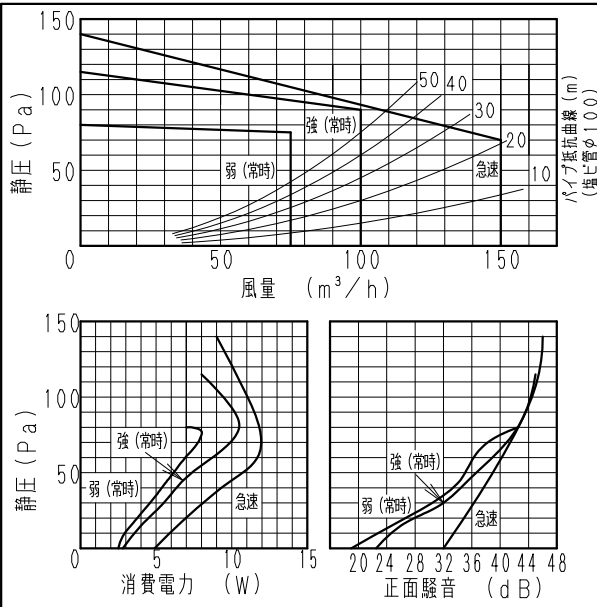 静圧 (Pa)
150
100
50
0
50
100
150
風量 (m³/h)
弱 (常時)
強 (常時)
急速
50
40
30
20
10
パイプ抵抗曲線 (m)
(塩ビ管φ100)
静圧 (Pa)
150
100
50
0
5
10
15
消費電力 (W)
強 (常時)
弱 (常時)
急速
20 24 28 32 36 40 44 48
正面騒音 (dB)
強 (常時)
弱 (常時)
急速